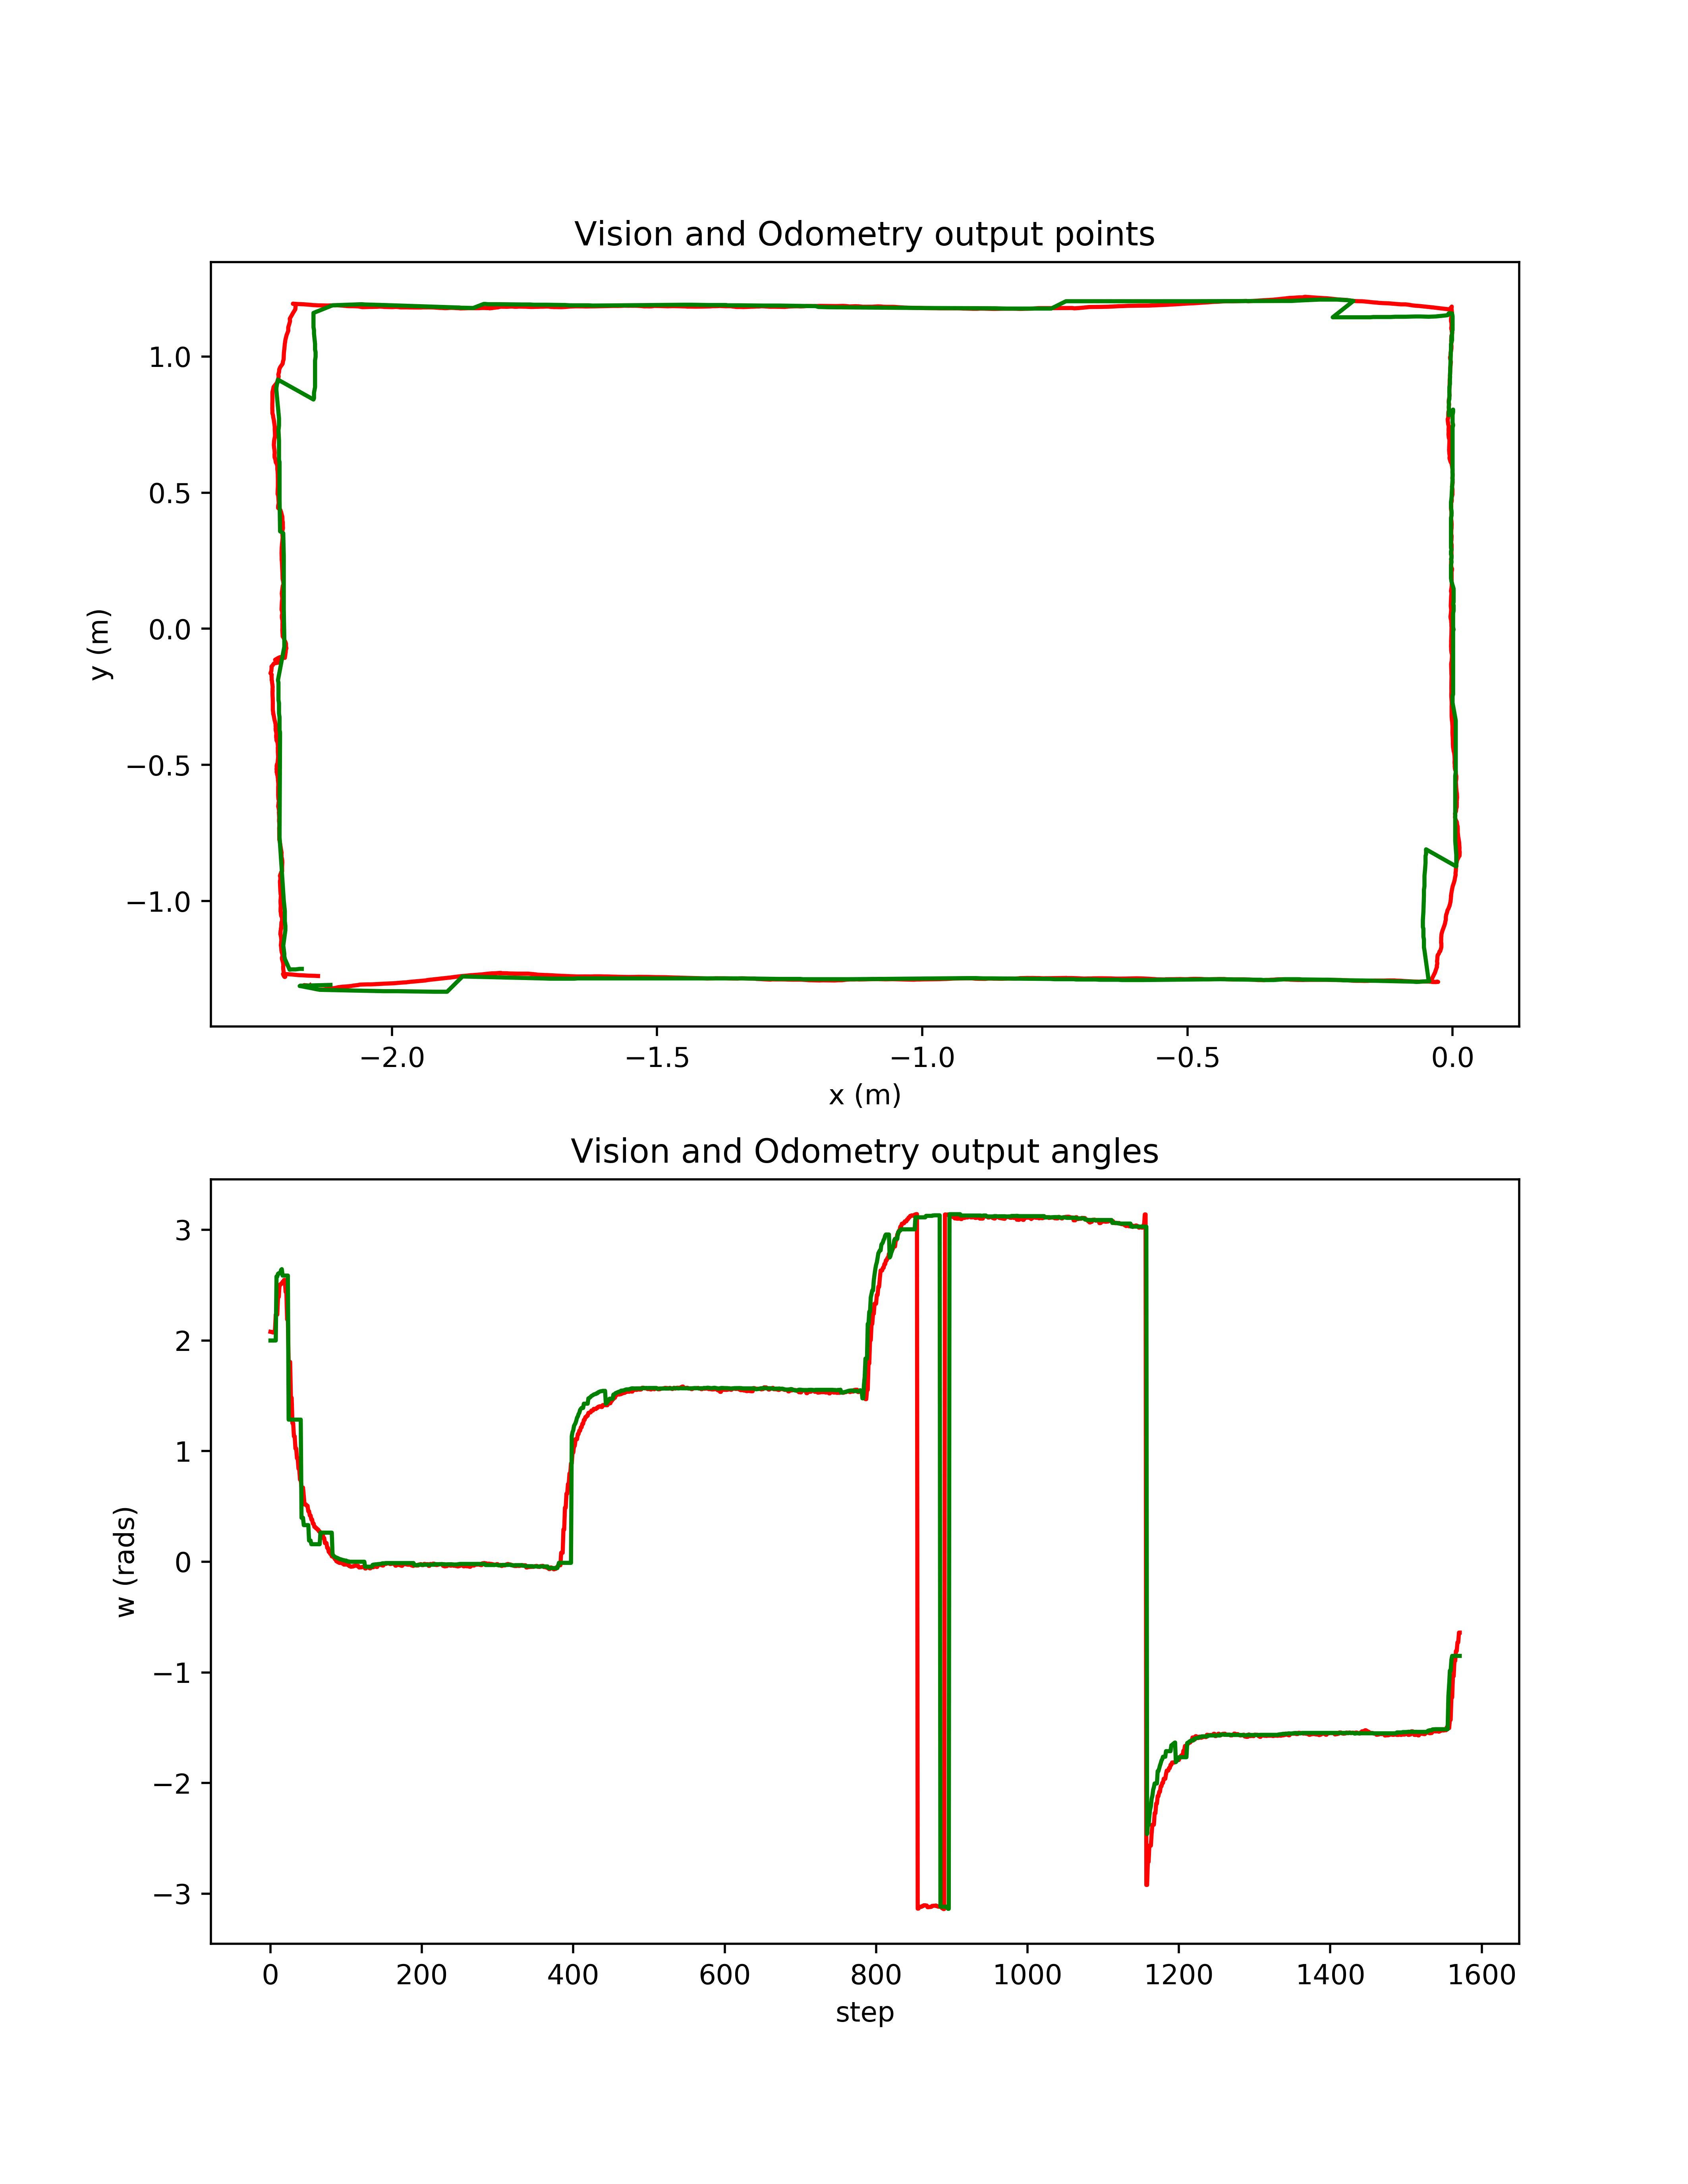 Vision and Odometry output points
1.0
0.5
0.0
−0.5
−1.0
y (m)
−2.0 −1.5 −1.0 −0.5 0.0
x (m)
Vision and Odometry output angles
3
2
1
0
−1
−2
−3
w (rads)
0 200 400 600 800 1000 1200 1400 1600
step